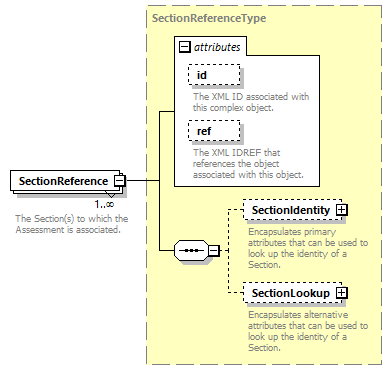 SectionReferenceType
attributes
id
The XML ID associated with
this complex object.
ref
The XML IDREF that
references the object
associated with this object.
SectionReference
1..∞
The Section(s) to which the
Assessment is associated.
SectionIdentity
Encapsulates primary
attributes that can be used to
look up the identity of a
Section.
SectionLookup
Encapsulates alternative
attributes that can be used to
look up the identity of a
Section.